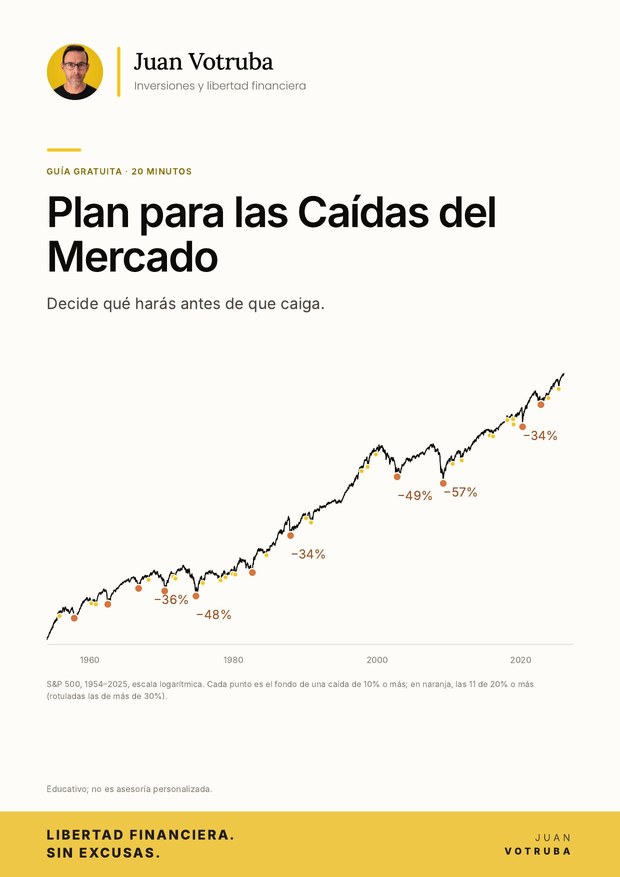 Juan Votruba
Inversiones y libertad financiera
GUÍA GRATUITA · 20 MINUTOS
Plan para las Caídas del
Mercado
Decide qué harás antes de que caiga.
−34%
−49%
−57%
−34%
−36%
−48%
1960
1980
2000
2020
S&P 500, 1954–2025, escala logarítmica. Cada punto es el fondo de una caída de 10% o más; en naranja, las 11 de 20% o más
(rotuladas las de más de 30%).
Educativo; no es asesoría personalizada.
LIBERTAD FINANCIERA.
SIN EXCUSAS.
JUAN
VOTRUBA